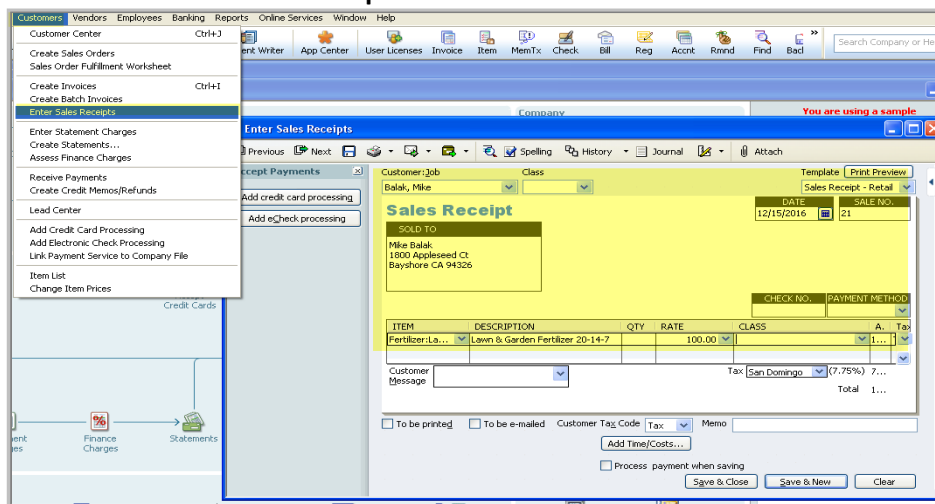 Customers Vendors Employees Banking Reports Online Services Window Help
Customer Center Ctrl+J
Create Sales Orders
Sales Order Fulfillment Worksheet
Create Invoices Ctrl+I
Create Batch Invoices
Enter Sales Receipts
Enter Statement Charges
Create Statements...
Assess Finance Charges
Receive Payments
Create Credit Memos/Refunds
Lead Center
Add Credit Card Processing
Add Electronic Check Processing
Link Payment Service to Company File
Item List
Change Item Prices
ent Writer App Center User Licenses Invoice Item MemTx Check Bill Reg Accnt Rmnd Find Bacl » Search Company or He
Company You are using a sample
Enter Sales Receipts
Previous Next Spelling History Journal Attach
ccept Payments
Add credit card processing
Add eCheck processing
Customer:Job Class Template Print Preview
Balak, Mike Sales Receipt - Retail
Sales Receipt
DATE SALE NO.
12/15/2016 21
SOLD TO
Mike Balak
1800 Appleseed Ct
Bayshore CA 94326
CHECK NO. PAYMENT METHOD
ITEM DESCRIPTION QTY RATE CLASS A. Tax
Fertilizer:La... Lawn & Garden Fertilizer 20-14-7 100.00 1...
Customer Message Tax San Domingo (7.75%) 7...
Total 1...
To be printed To be e-mailed Customer Tax Code Tax Memo
Add Time/Costs...
Process payment when saving
Save & Close Save & New Clear
Credit Cards
Finance Charges
Statements